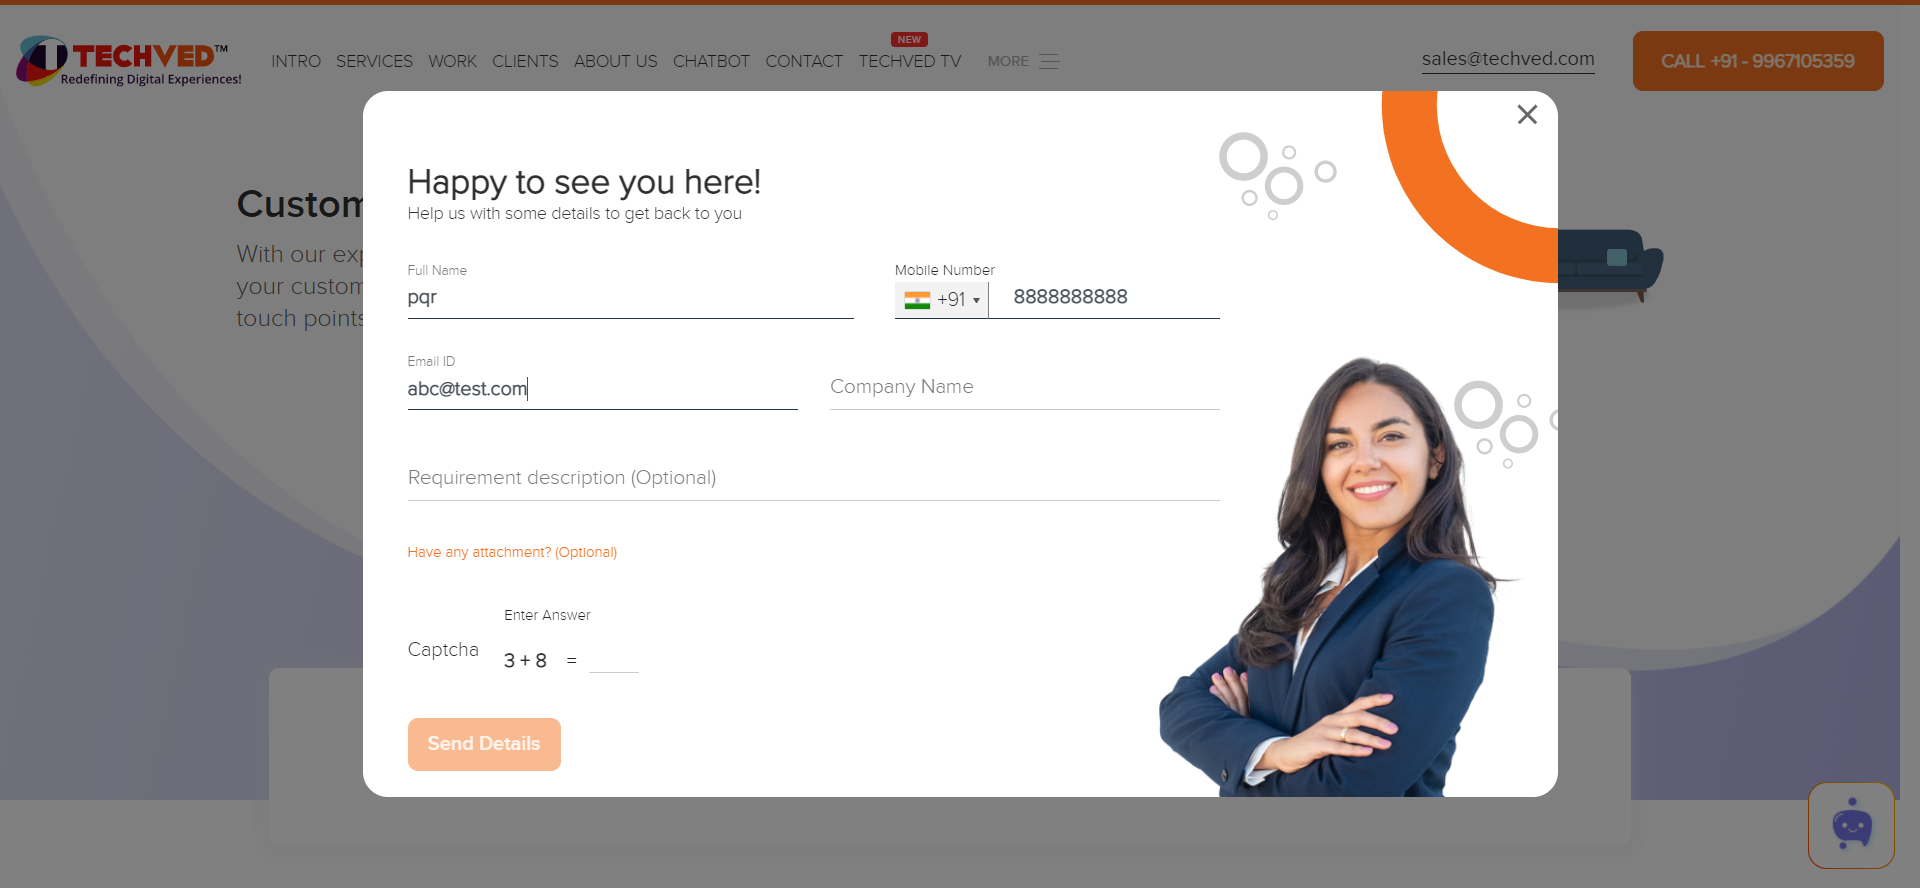 TECHVED™
Redefining Digital Experiences!
INTRO SERVICES WORK CLIENTS ABOUT US CHATBOT CONTACT TECHVED TV MORE
NEW
sales@techved.com
CALL +91 - 9967105359
Custom
With our exp
your custom
touch points
Happy to see you here!
Help us with some details to get back to you
Full Name
pqr
Mobile Number
+91 8888888888
Email ID
abc@test.com
Company Name
Requirement description (Optional)
Have any attachment? (Optional)
Enter Answer
Captcha
3 + 8 =
Send Details